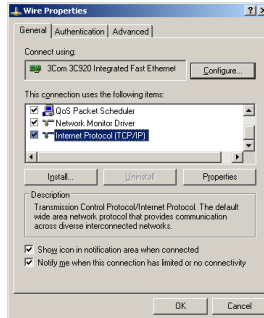 Wire Properties
General
Authentication
Advanced
Connect using:
3Com 3C920 Integrated Fast Ethernet
Configure...
This connection uses the following items:
QoS Packet Scheduler
Network Monitor Driver
Internet Protocol (TCP/IP)
Install...
Uninstall
Properties
Description
Transmission Control Protocol/Internet Protocol. The default
wide area network protocol that provides communication
across diverse interconnected networks.
Show icon in notification area when connected
Notify me when this connection has limited or no connectivity
OK
Cancel